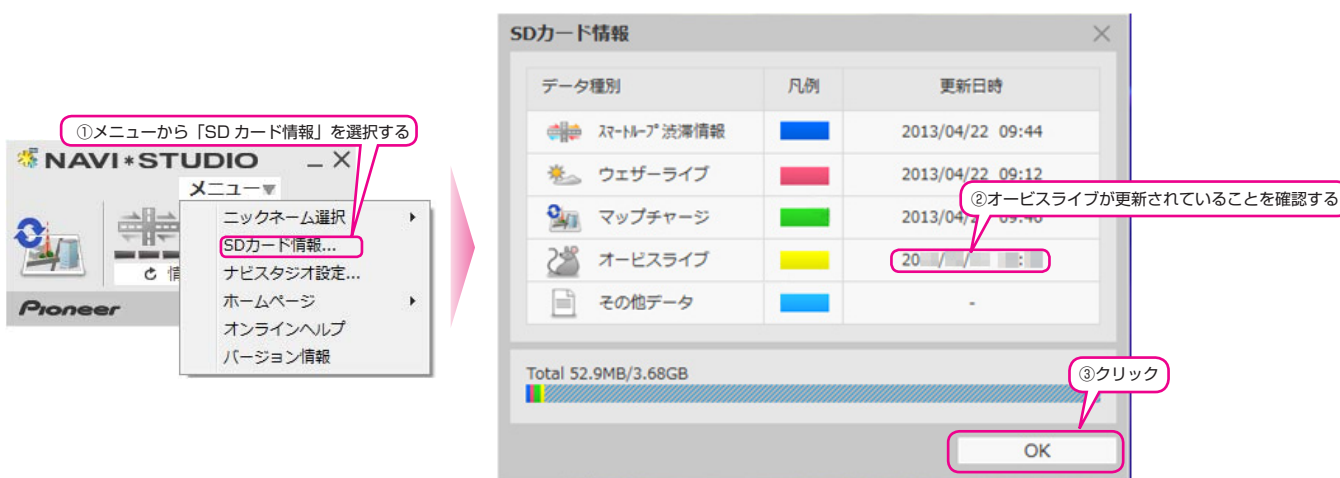 ①メニューから「SD カード情報」を選択する
NAVI*STUDIO
メニュー▼
ニックネーム選択
SDカード情報...
ナビスタジオ設定...
ホームページ
オンラインヘルプ
バージョン情報
Pioneer
SDカード情報
データ種別 凡例 更新日時
スマートループ渋滞情報 2013/04/22 09:44
ウェザーライブ 2013/04/22 09:12
②オービスライブが更新されていることを確認する
マップチャージ 2013/04/
オービスライブ 20 / / :
その他データ -
Total 52.9MB/3.68GB
③クリック
OK